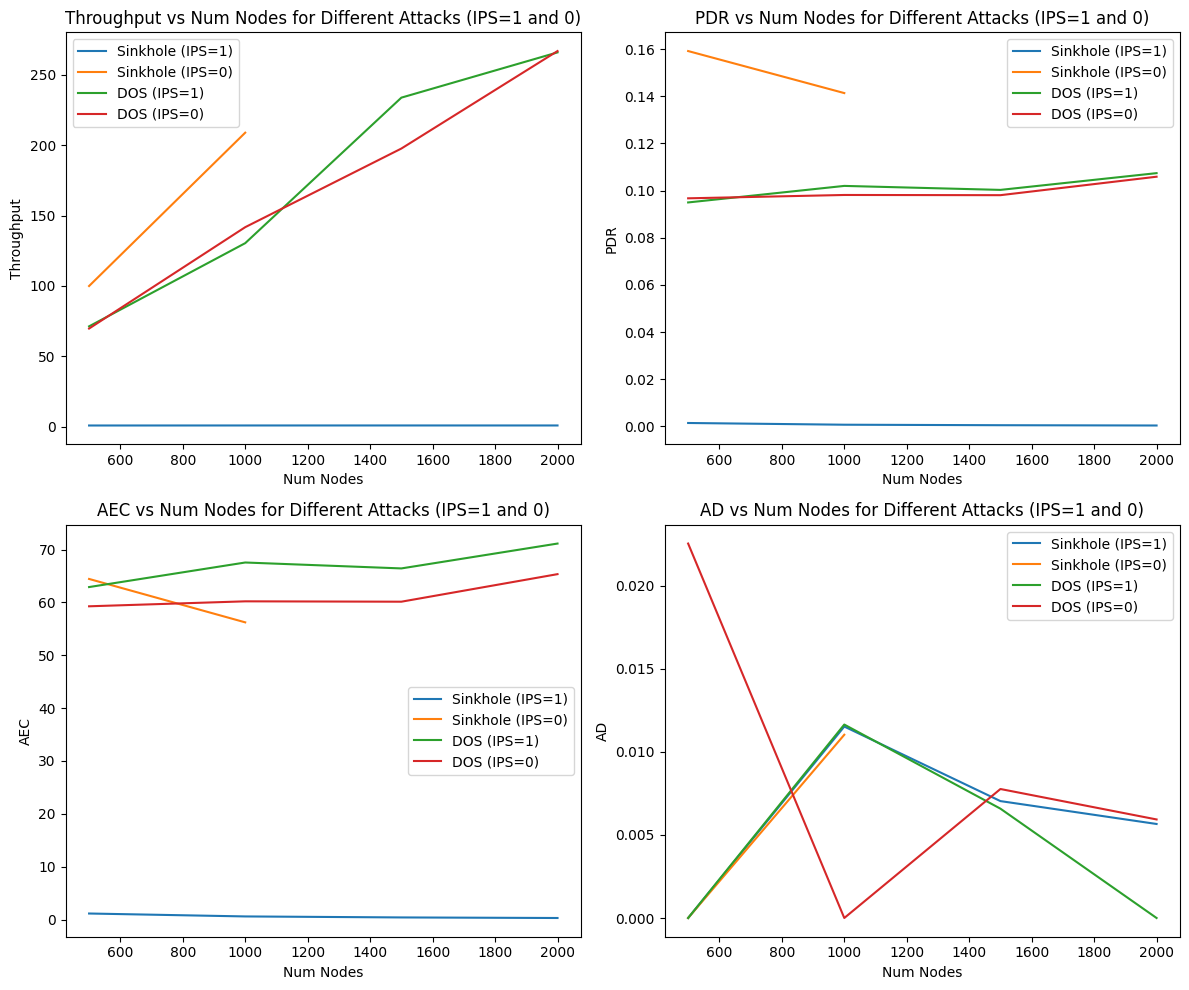 Throughput vs Num Nodes for Different Attacks (IPS=1 and 0)
Sinkhole (IPS=1)
Sinkhole (IPS=0)
DOS (IPS=1)
DOS (IPS=0)
250
200
150
100
50
0
Throughput
600 800 1000 1200 1400 1600 1800 2000
Num Nodes
PDR vs Num Nodes for Different Attacks (IPS=1 and 0)
Sinkhole (IPS=1)
Sinkhole (IPS=0)
DOS (IPS=1)
DOS (IPS=0)
0.16
0.14
0.12
0.10
0.08
0.06
0.04
0.02
0.00
PDR
600 800 1000 1200 1400 1600 1800 2000
Num Nodes
AEC vs Num Nodes for Different Attacks (IPS=1 and 0)
70
60
50
40
30
20
10
0
AEC
Sinkhole (IPS=1)
Sinkhole (IPS=0)
DOS (IPS=1)
DOS (IPS=0)
600 800 1000 1200 1400 1600 1800 2000
Num Nodes
AD vs Num Nodes for Different Attacks (IPS=1 and 0)
Sinkhole (IPS=1)
Sinkhole (IPS=0)
DOS (IPS=1)
DOS (IPS=0)
0.020
0.015
0.010
0.005
0.000
AD
600 800 1000 1200 1400 1600 1800 2000
Num Nodes